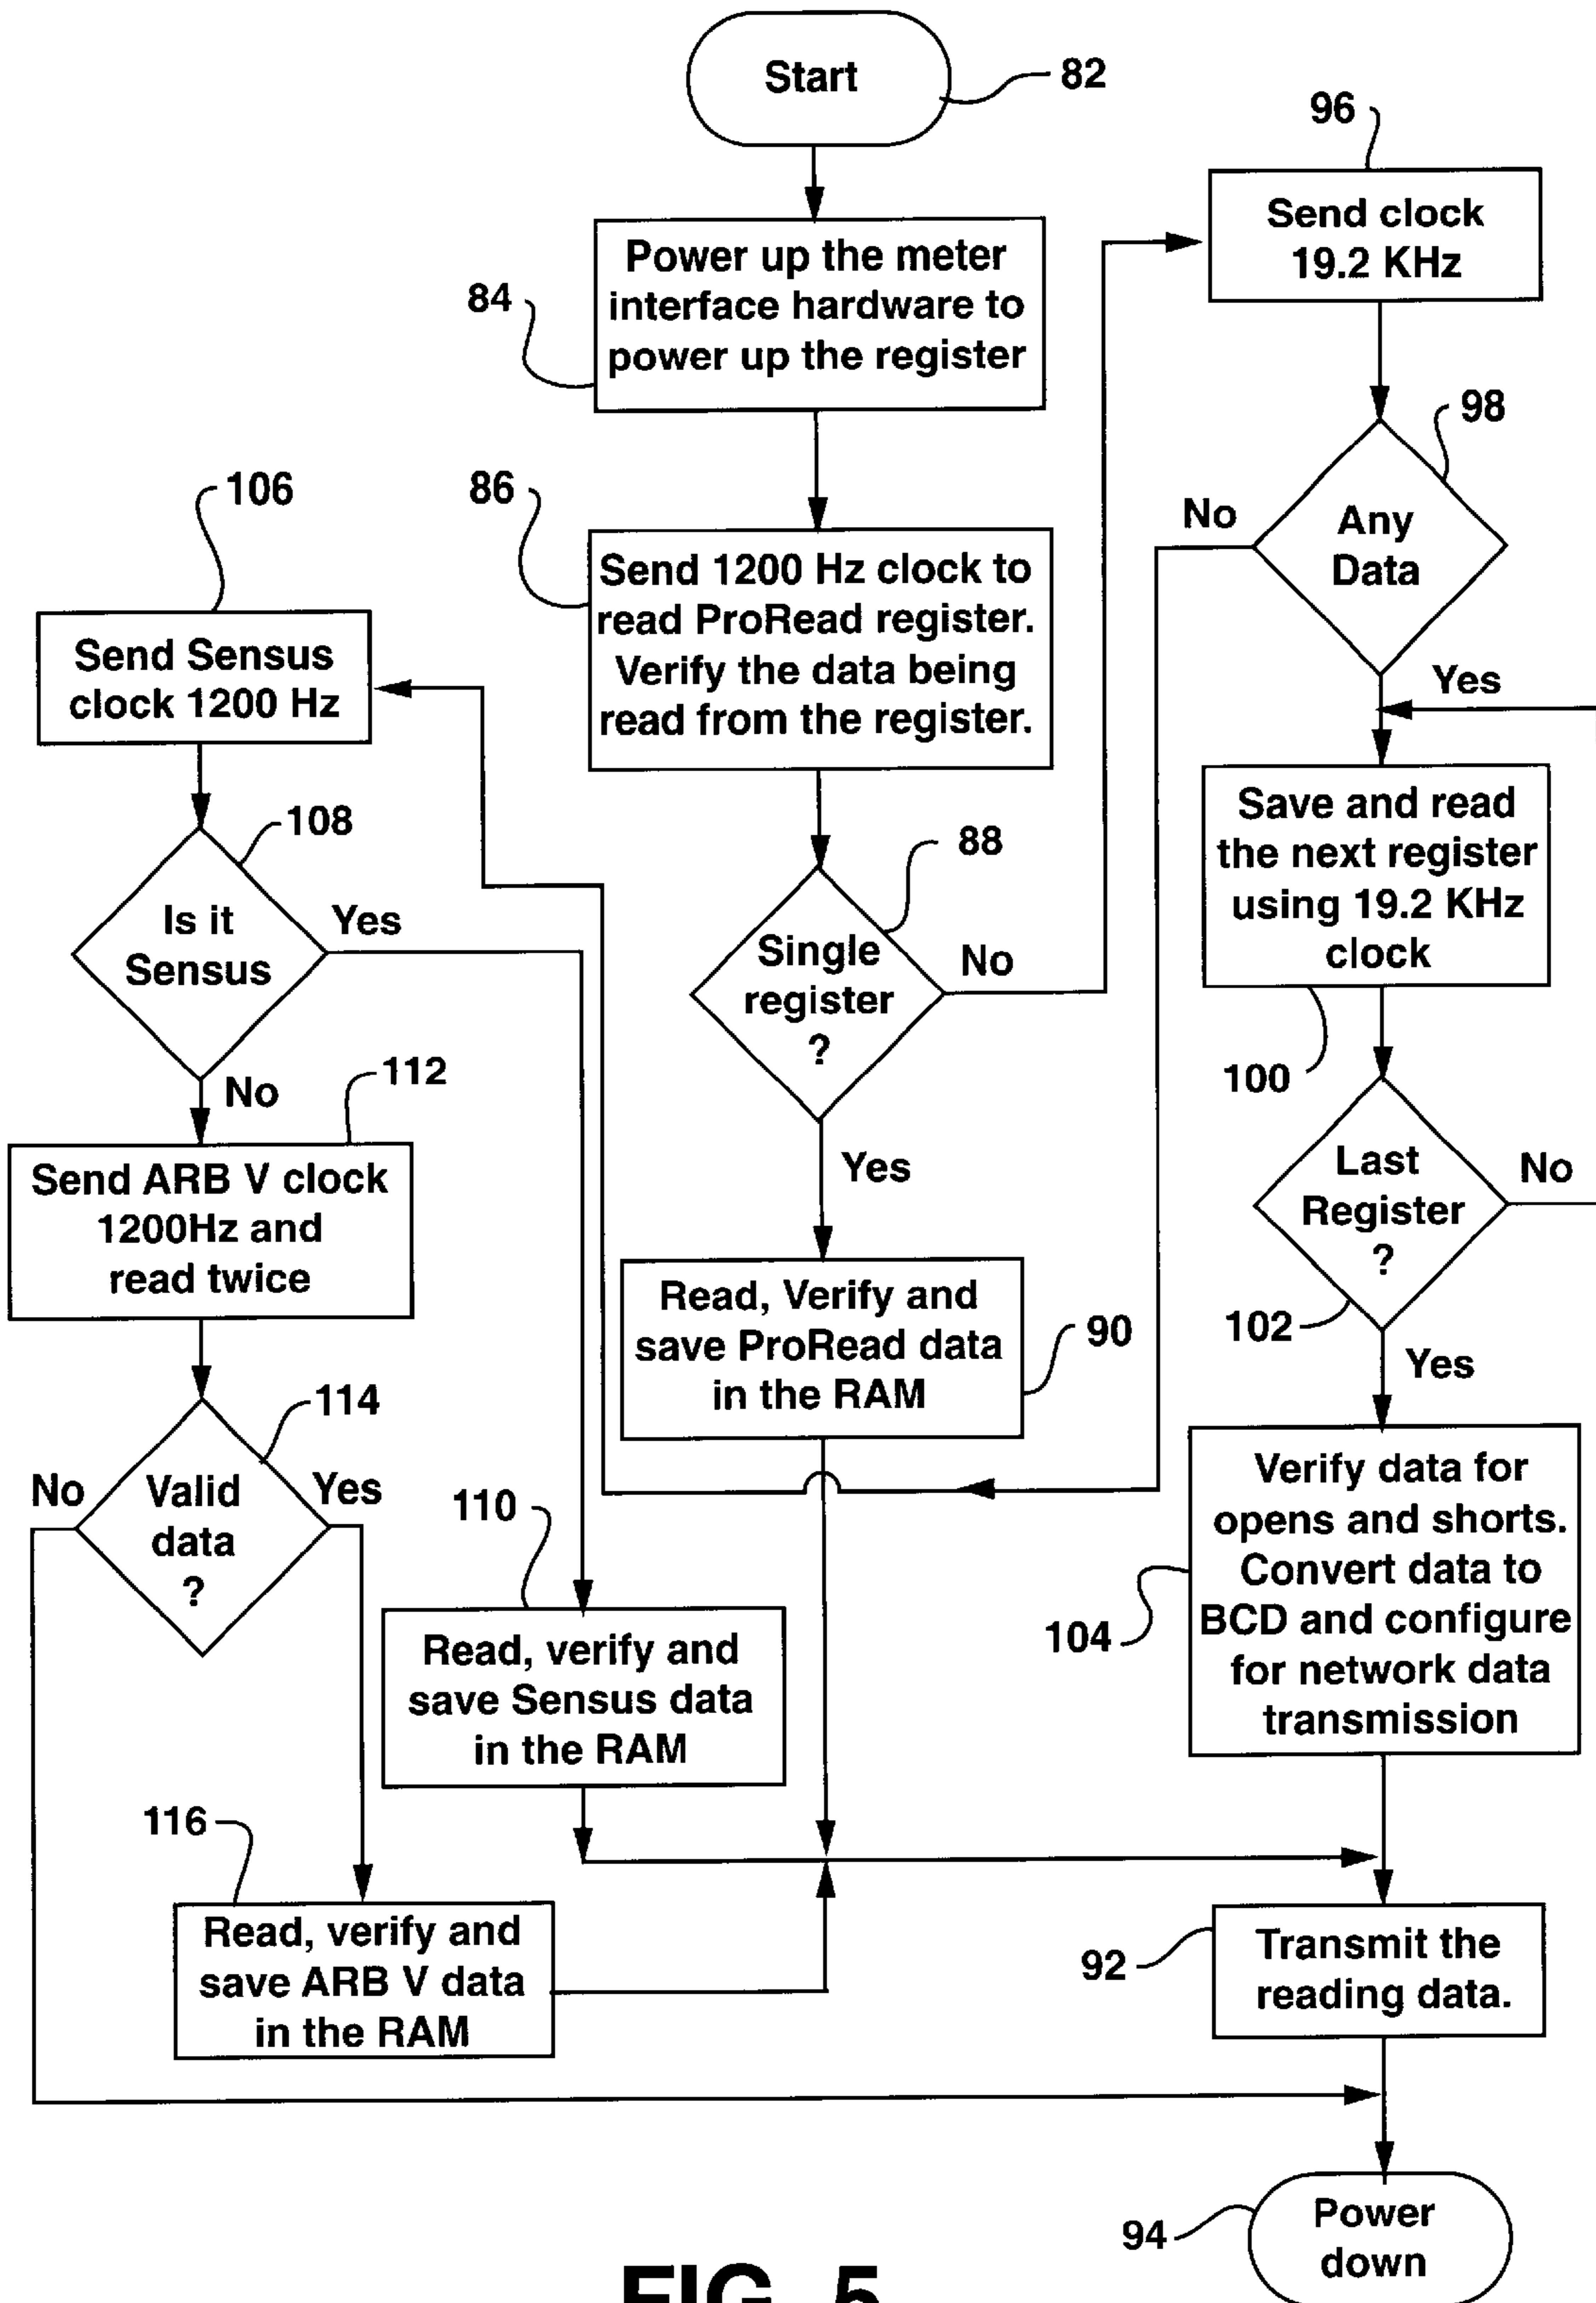 Start
82
Power up the meter
interface hardware to
power up the register
84
Send 1200 Hz clock to
read ProRead register.
Verify the data being
read from the register.
86
Single
register
?
88
No
Yes
Read, Verify and
save ProRead data
in the RAM
90
96
Send clock
19.2 KHz
98
Any
Data
No
Yes
Save and read
the next register
using 19.2 KHz
clock
100
Last
Register
?
No
102
Yes
Verify data for
opens and shorts.
Convert data to
BCD and configure
for network data
transmission
104
106
Send Sensus
clock 1200 Hz
108
Is it
Sensus
Yes
No
112
Send ARB V clock
1200Hz and
read twice
114
Valid
data
?
No
Yes
110
Read, verify and
save Sensus data
in the RAM
116
Read, verify and
save ARB V data
in the RAM
92
Transmit the
reading data.
94
Power
down
FIG. 5